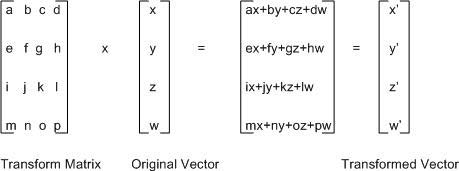 a b c d x ax+by+cz+dw x'
e f g h x y = ex+fy+gz+hw = y'
i j k l z ix+jy+kz+lw z'
m n o p w mx+ny+oz+pw w'
Transform Matrix Original Vector Transformed Vector